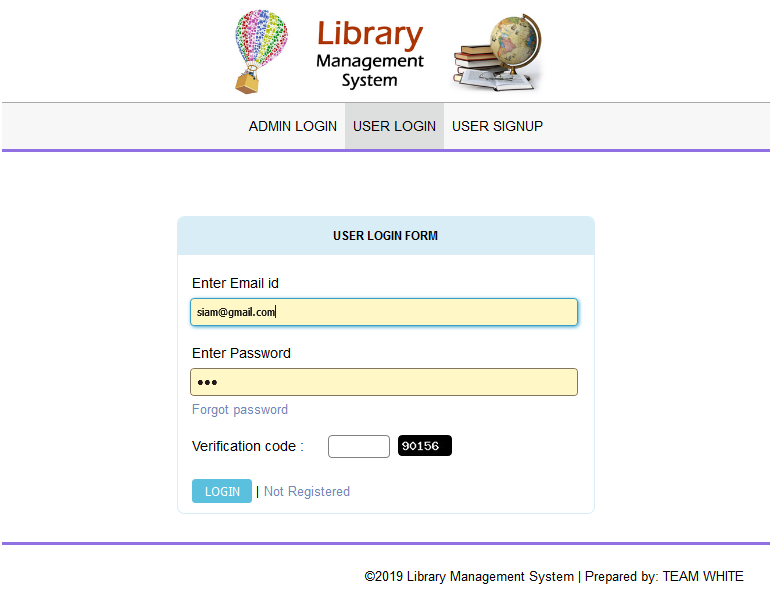 Library
Management
System
ADMIN LOGIN USER LOGIN USER SIGNUP
USER LOGIN FORM
Enter Email id
siam@gmail.com
Enter Password
•••
Forgot password
Verification code : 90156
LOGIN | Not Registered
©2019 Library Management System | Prepared by: TEAM WHITE